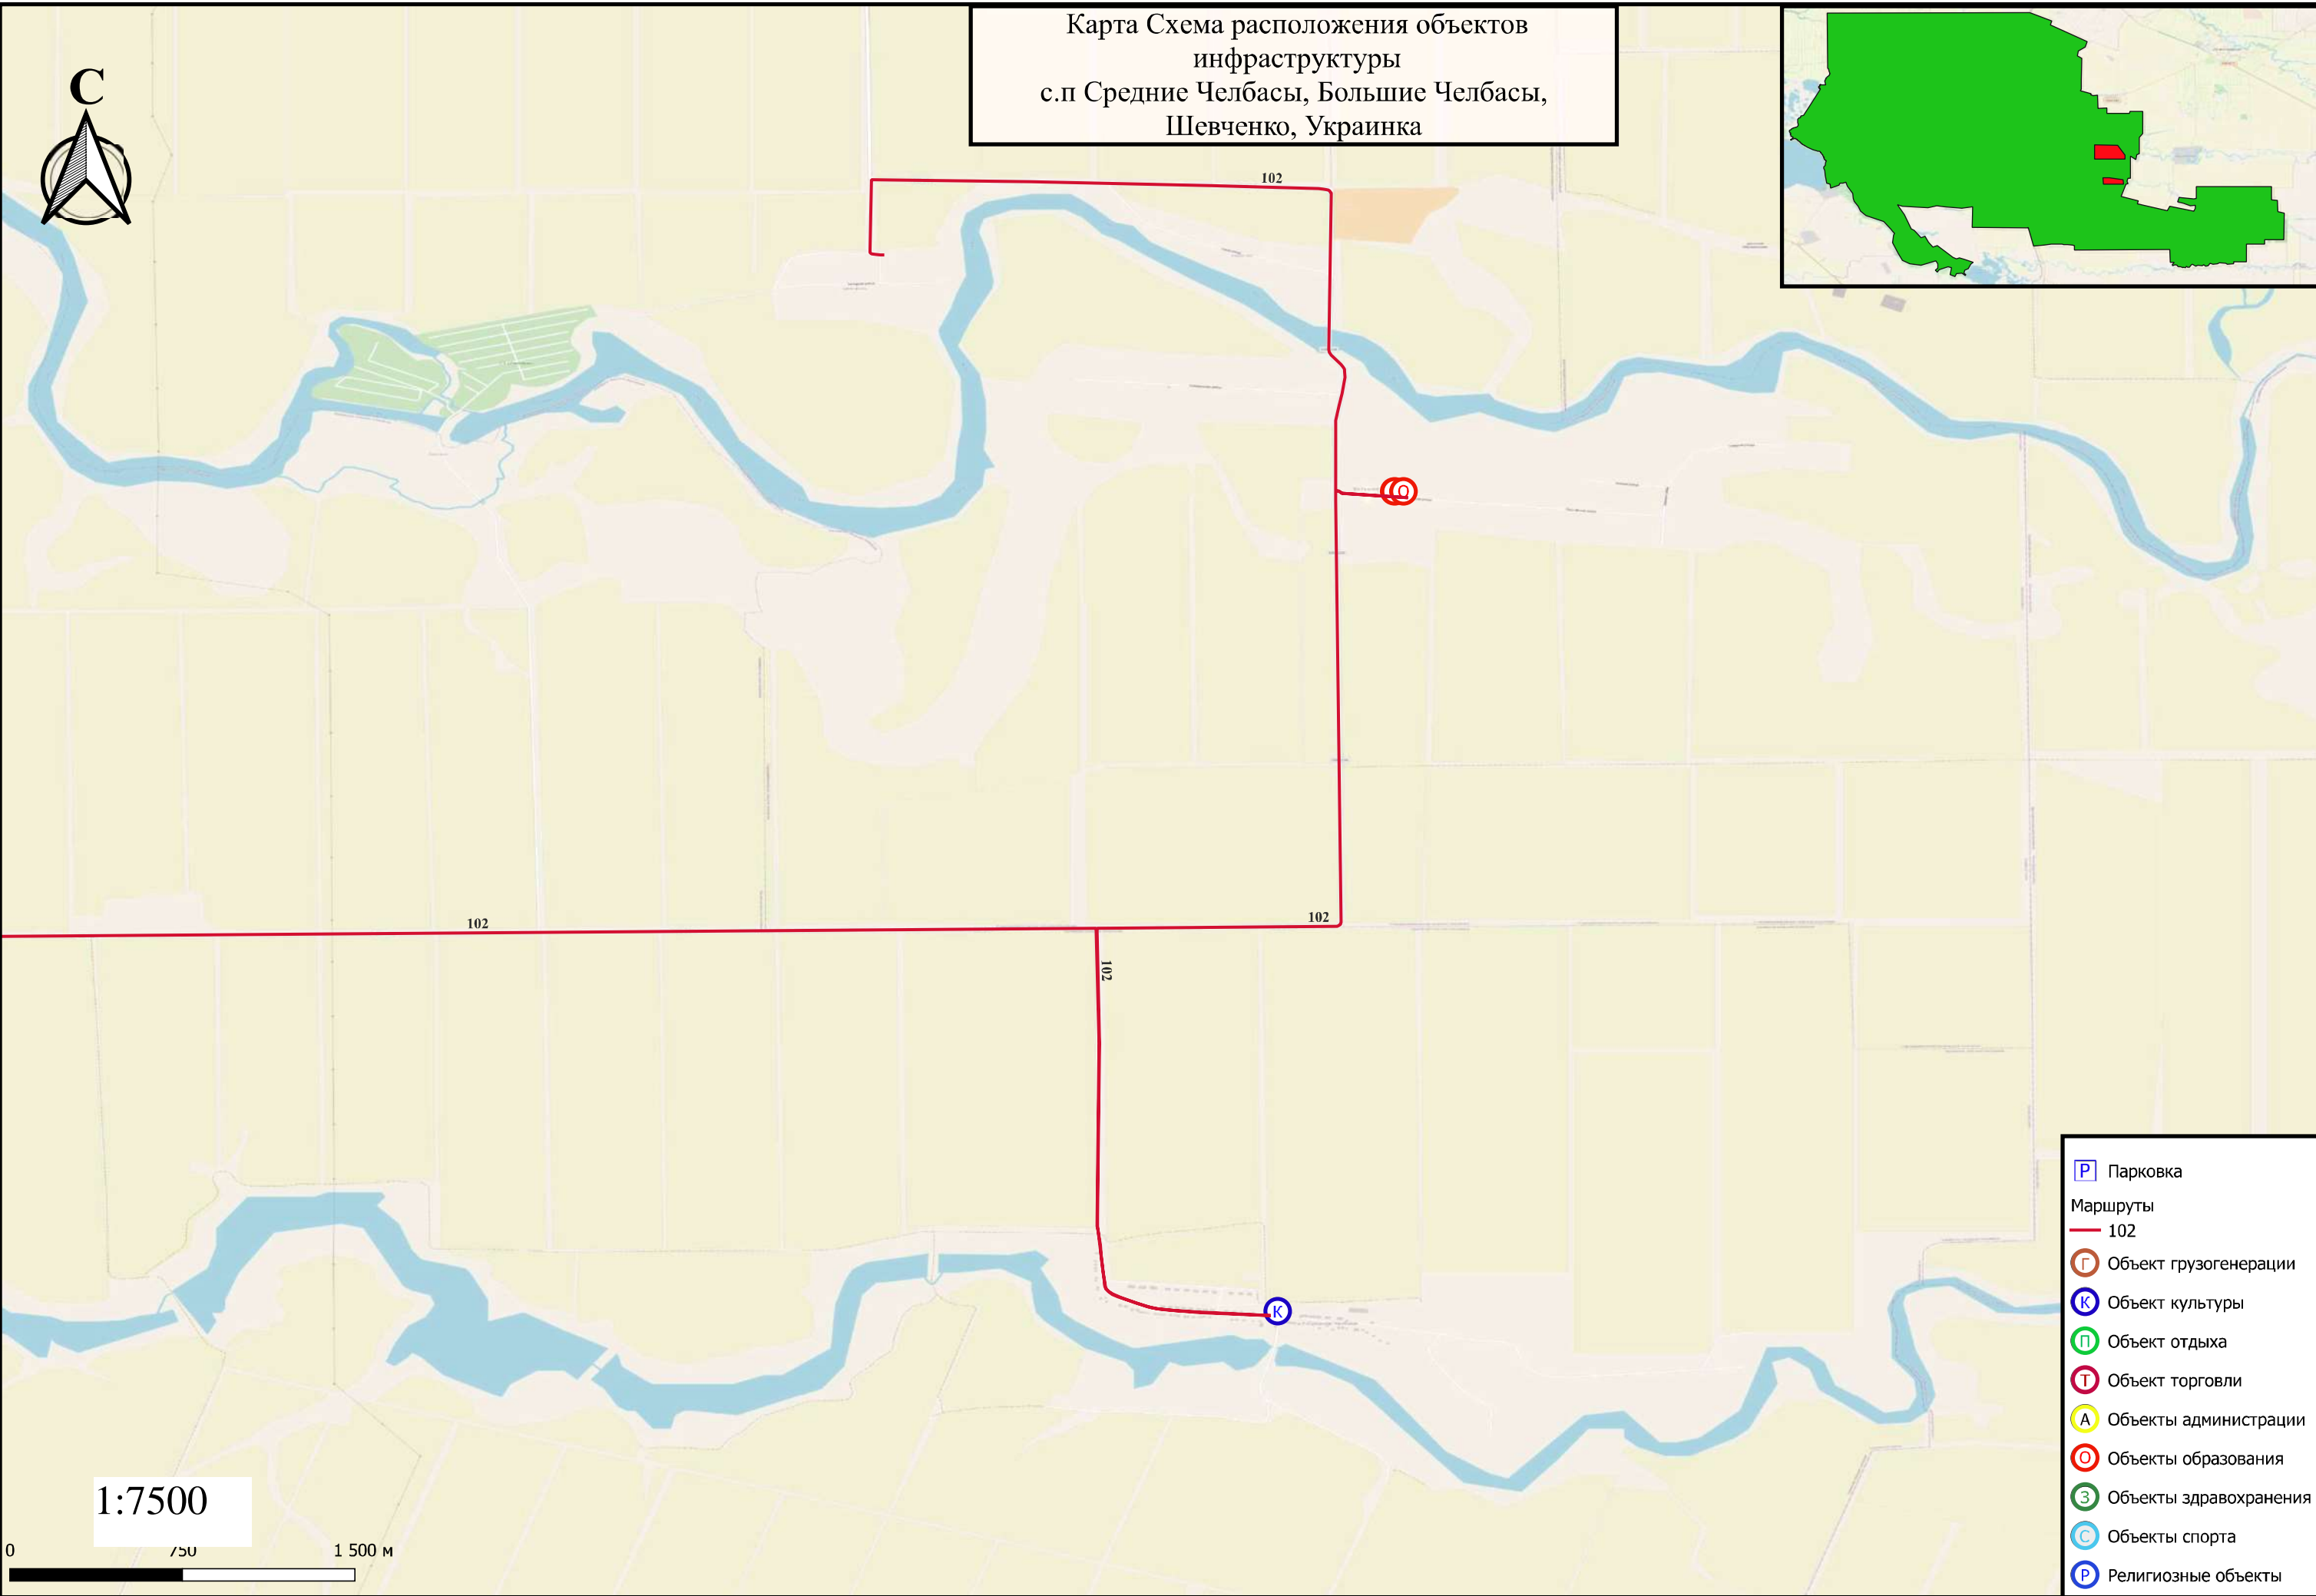 Карта Схема расположения объектов
инфраструктуры
с.п Средние Челбасы, Большие Челбасы,
Шевченко, Украинка
С
102
О
102
102
102
К
Р Парковка
Маршруты
102
Г Объект грузогенерации
К Объект культуры
П Объект отдыха
Т Объект торговли
А Объекты администрации
О Объекты образования
З Объекты здравохранения
С Объекты спорта
Р Религиозные объекты
1:7500
0 750 1 500 м